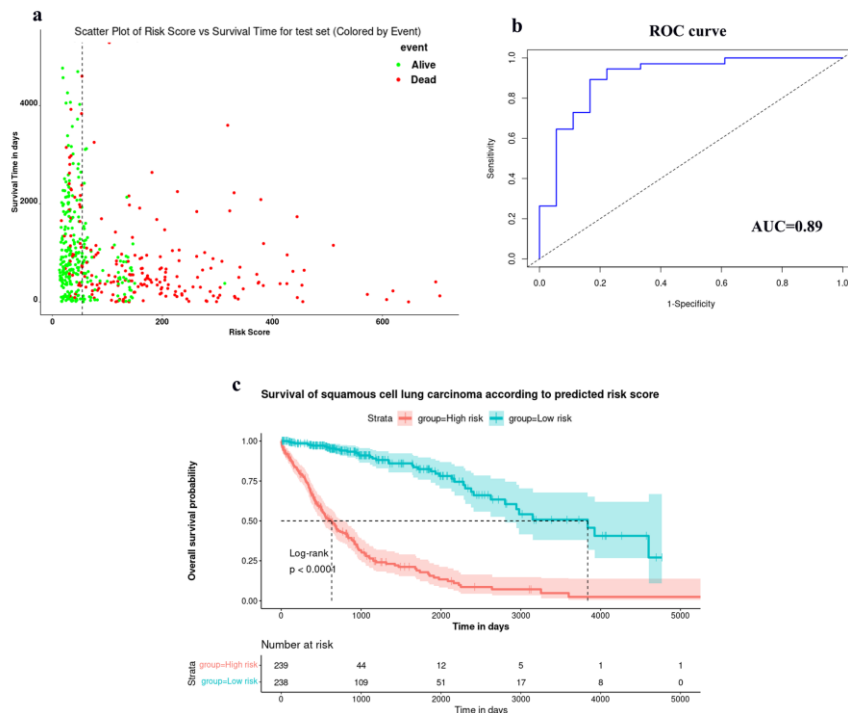 a
Scatter Plot of Risk Score vs Survival Time for test set (Colored by Event)
event
Alive
Dead
Survival Time in days
4000
2000
0
0 200 400 600
Risk Score
b
ROC curve
Sensitivity
1.0
0.8
0.6
0.4
0.2
0.0
AUC=0.89
0.0 0.2 0.4 0.6 0.8 1.0
1-Specificity
c
Survival of squamous cell lung carcinoma according to predicted risk score
Strata group=High risk group=Low risk
Overall survival probability
1.00
0.75
0.50
0.25
0.00
Log-rank
p < 0.0001
0 1000 2000 3000 4000 5000
Time in days
Number at risk
Strata
group=High risk 239 44 12 5 1 1
group=Low risk 238 109 51 17 8 0
0 1000 2000 3000 4000 5000
Time in days